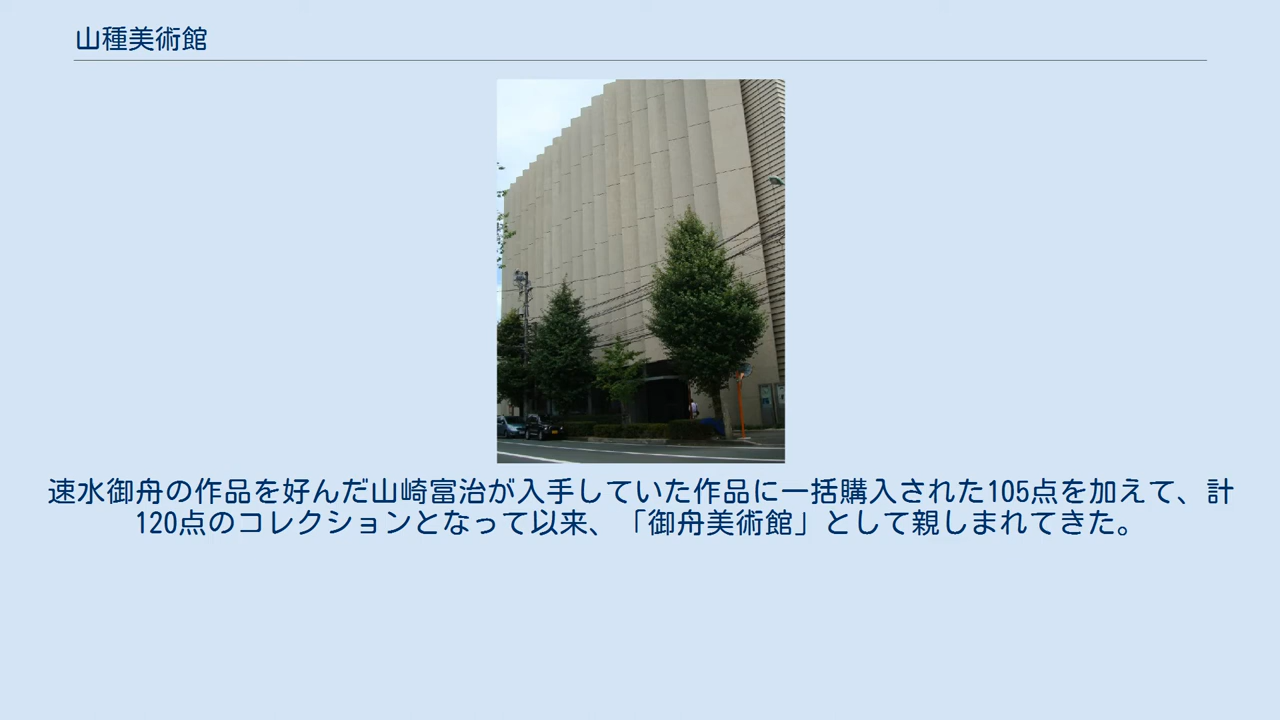 山種美術館
速水御舟の作品を好んだ山崎富治が入手していた作品に一括購入された105点を加えて、計
120点のコレクションとなって以来、「御舟美術館」として親しまれてきた。